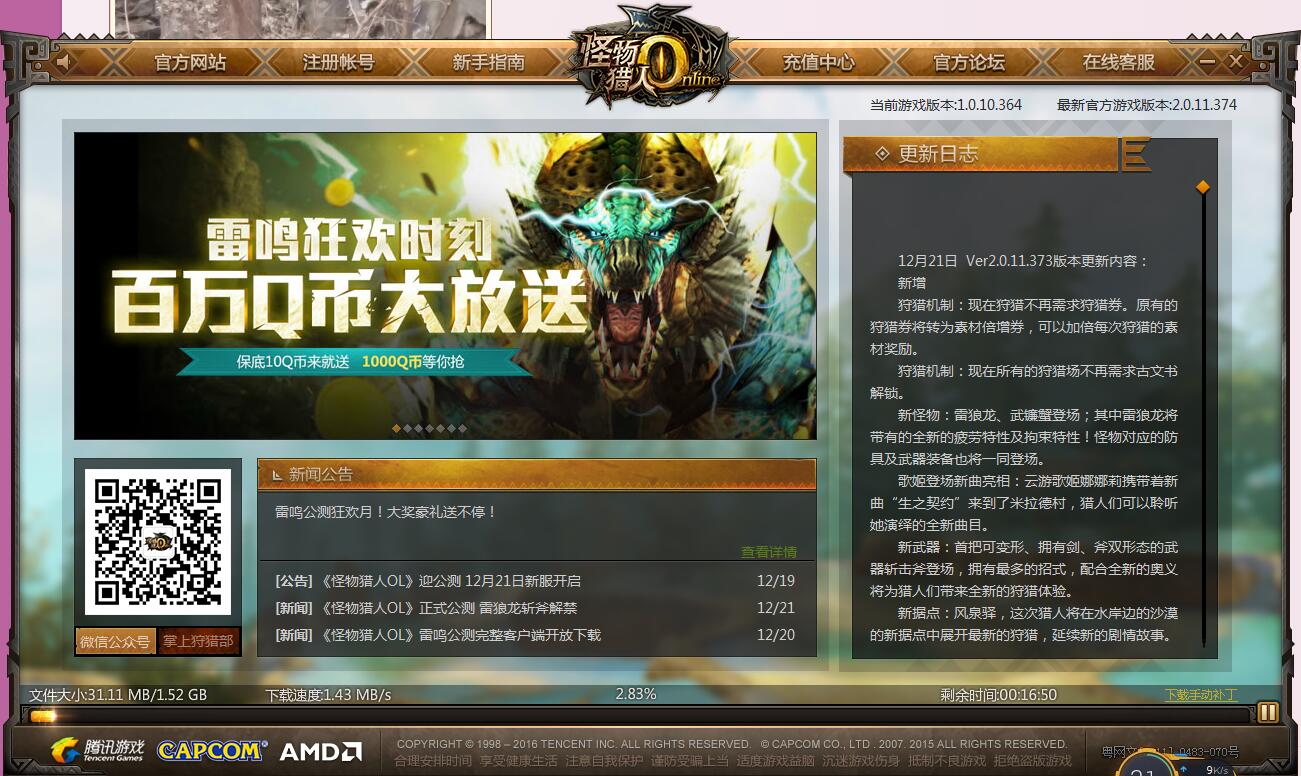 官方网站
注册帐号
新手指南
怪物
猎人
Online
充值中心
官方论坛
在线客服
当前游戏版本:1.0.10.364
最新官方游戏版本:2.0.11.374
雷鸣狂欢时刻
百万Q币大放送
保底10Q币来就送 1000Q币等你抢
更新日志
12月21日 Ver2.0.11.373版本更新内容：
新增
狩猎机制：现在狩猎不再需求狩猎券。原有的
狩猎券将转为素材倍增券，可以加倍每次狩猎的素
材奖励。
狩猎机制：现在所有的狩猎场不再需求古文书
解锁。
新怪物：雷狼龙、武镰蟹登场；其中雷狼龙将
带有的全新的疲劳特性及拘束特性！怪物对应的防
具及武器装备也将一同登场。
歌姬登场新曲亮相：云游歌姬娜娜莉携带着新
曲“生之契约”来到了米拉德村，猎人们可以聆听
她演绎的全新曲目。
新武器：首把可变形、拥有剑、斧双形态的武
器斩击斧登场，拥有最多的招式，配合全新的奥义
将为猎人们带来全新的狩猎体验。
新据点：风泉驿，这次猎人将在水岸边的沙漠
的新据点中展开最新的狩猎，延续新的剧情故事。
微信公众号
掌上狩猎部
新闻公告
雷鸣公测狂欢月！大奖豪礼送不停！
查看详情
[公告]《怪物猎人OL》迎公测 12月21日新服开启 12/19
[新闻]《怪物猎人OL》正式公测 雷狼龙斩斧解禁 12/21
[新闻]《怪物猎人OL》雷鸣公测完整客户端开放下载 12/20
文件大小:31.11 MB/1.52 GB
下载速度:1.43 MB/s
2.83%
剩余时间:00:16:50
下载手动补丁
腾讯游戏
Tencent Games
CAPCOM
AMD
COPYRIGHT © 1998 – 2016 TENCENT INC. ALL RIGHTS RESERVED. © CAPCOM CO., LTD . 2007. 2015 ALL RIGHTS RESERVED.
合理安排时间 享受健康生活 注意自我保护 谨防受骗上当 适度游戏益脑 沉迷游戏伤身 抵制不良游戏 拒绝盗版游戏
0483-070号
9K/s